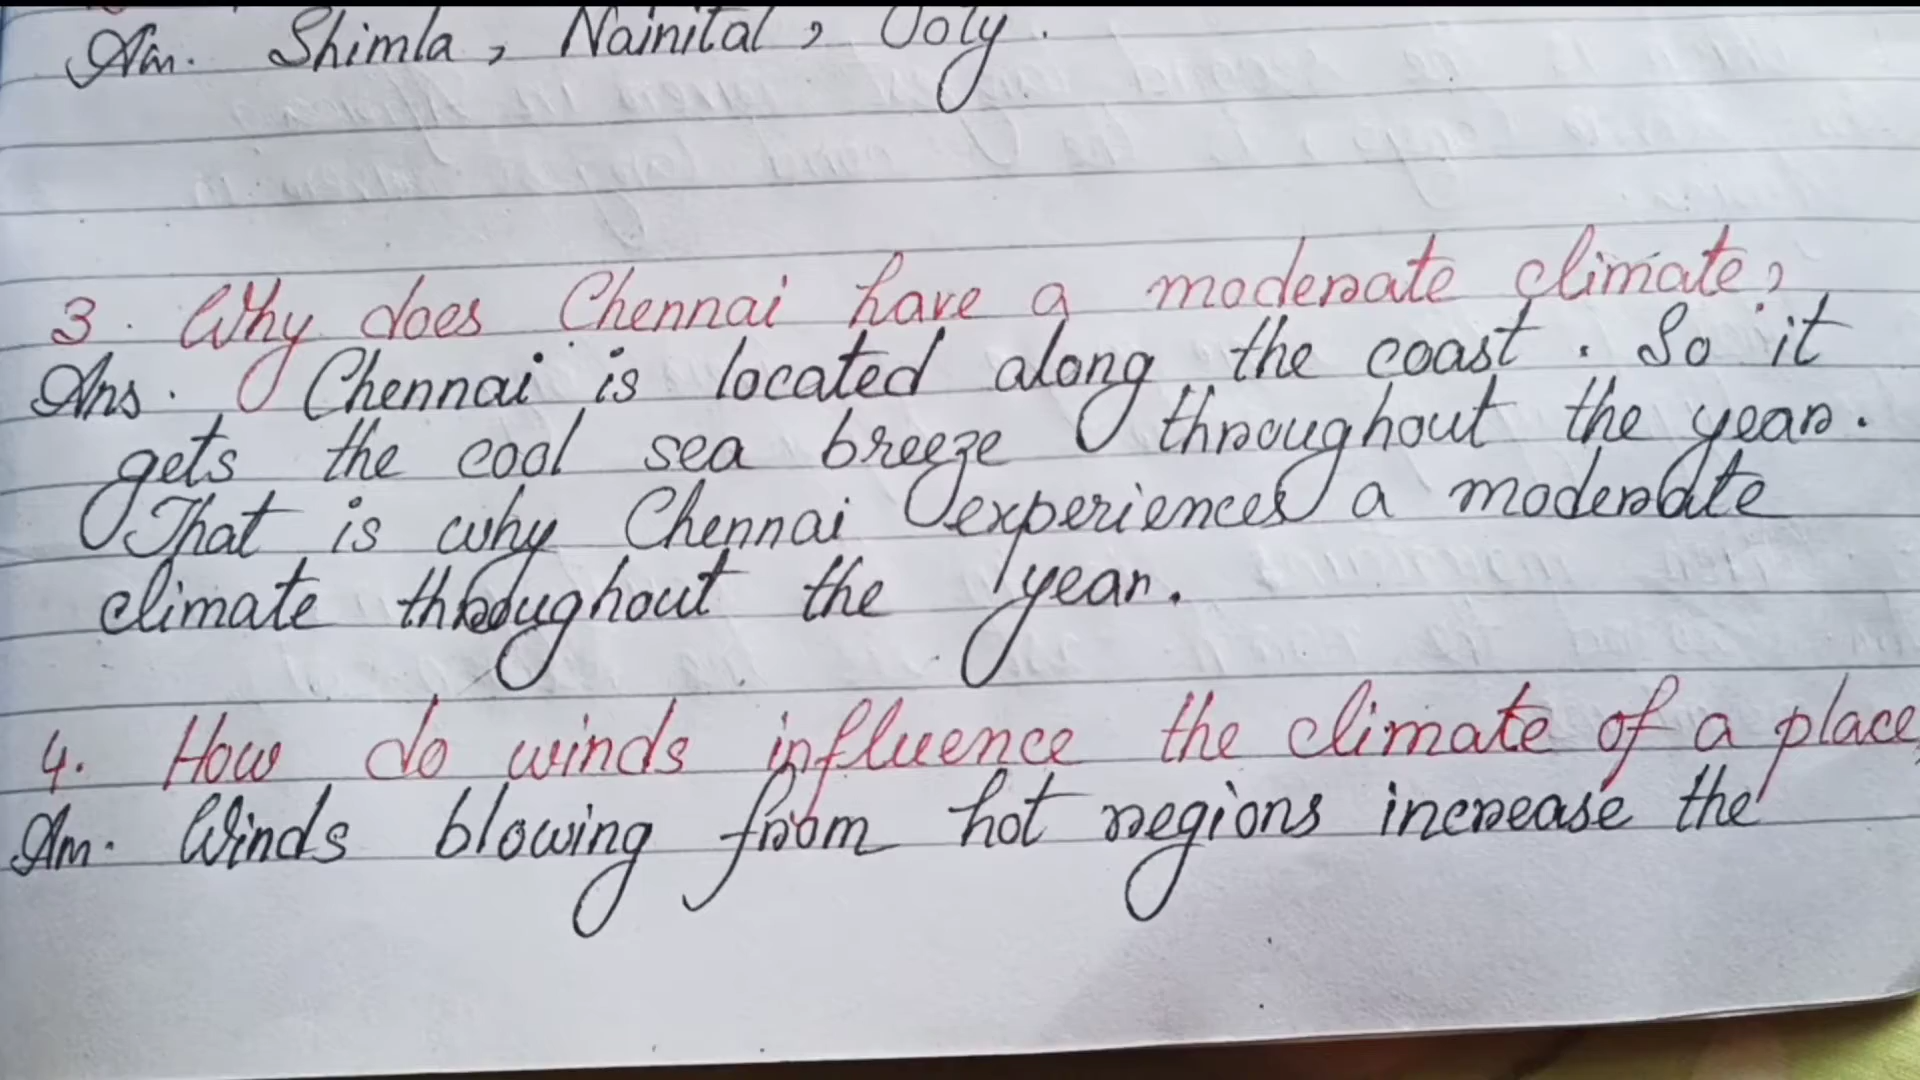 Ans. Shimla, Nainital, Ooty.
3. Why does Chennai have a moderate climate?
Ans. Chennai is located along the coast. So it
gets the cool sea breeze throughout the year.
That is why Chennai experiences a moderate
climate throughout the year.
4. How do winds influence the climate of a place
Ans. Winds blowing from hot regions increase the